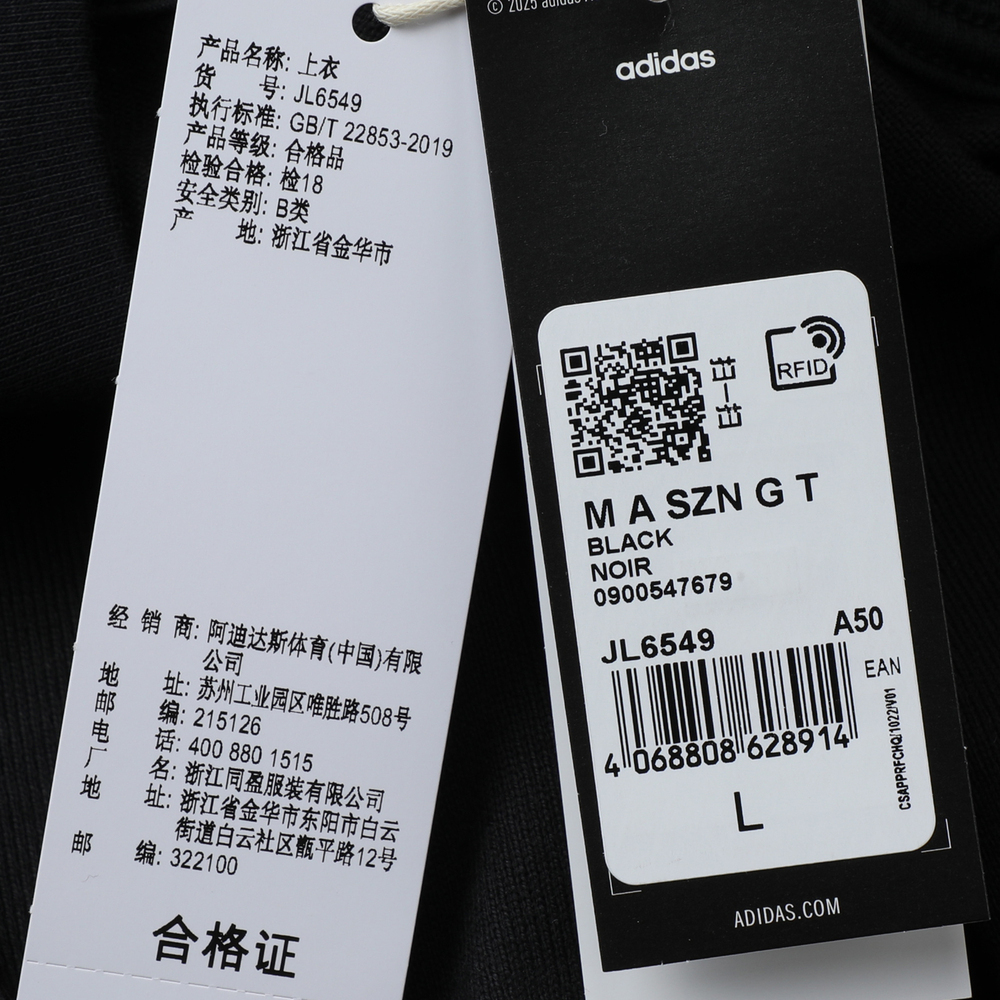 产品名称: 上衣
货 号: JL6549
执行标准: GB/T 22853-2019
产品等级: 合格品
检验合格: 检18
安全类别: B类
产 地: 浙江省金华市
经 销 商: 阿迪达斯体育(中国)有限
公司
地 址: 苏州工业园区唯胜路508号
邮 编: 215126
电 话: 400 880 1515
厂 名: 浙江同盈服装有限公司
地 址: 浙江省金华市东阳市白云
街道白云社区甑平路12号
邮 编: 322100
合格证
© 2025 adidas
adidas
RFID
M A SZN G T
BLACK
NOIR
0900547679
JL6549
A50
EAN
4 068808 628914
CSAPPRFCHQ/1022/V01
L
ADIDAS.COM